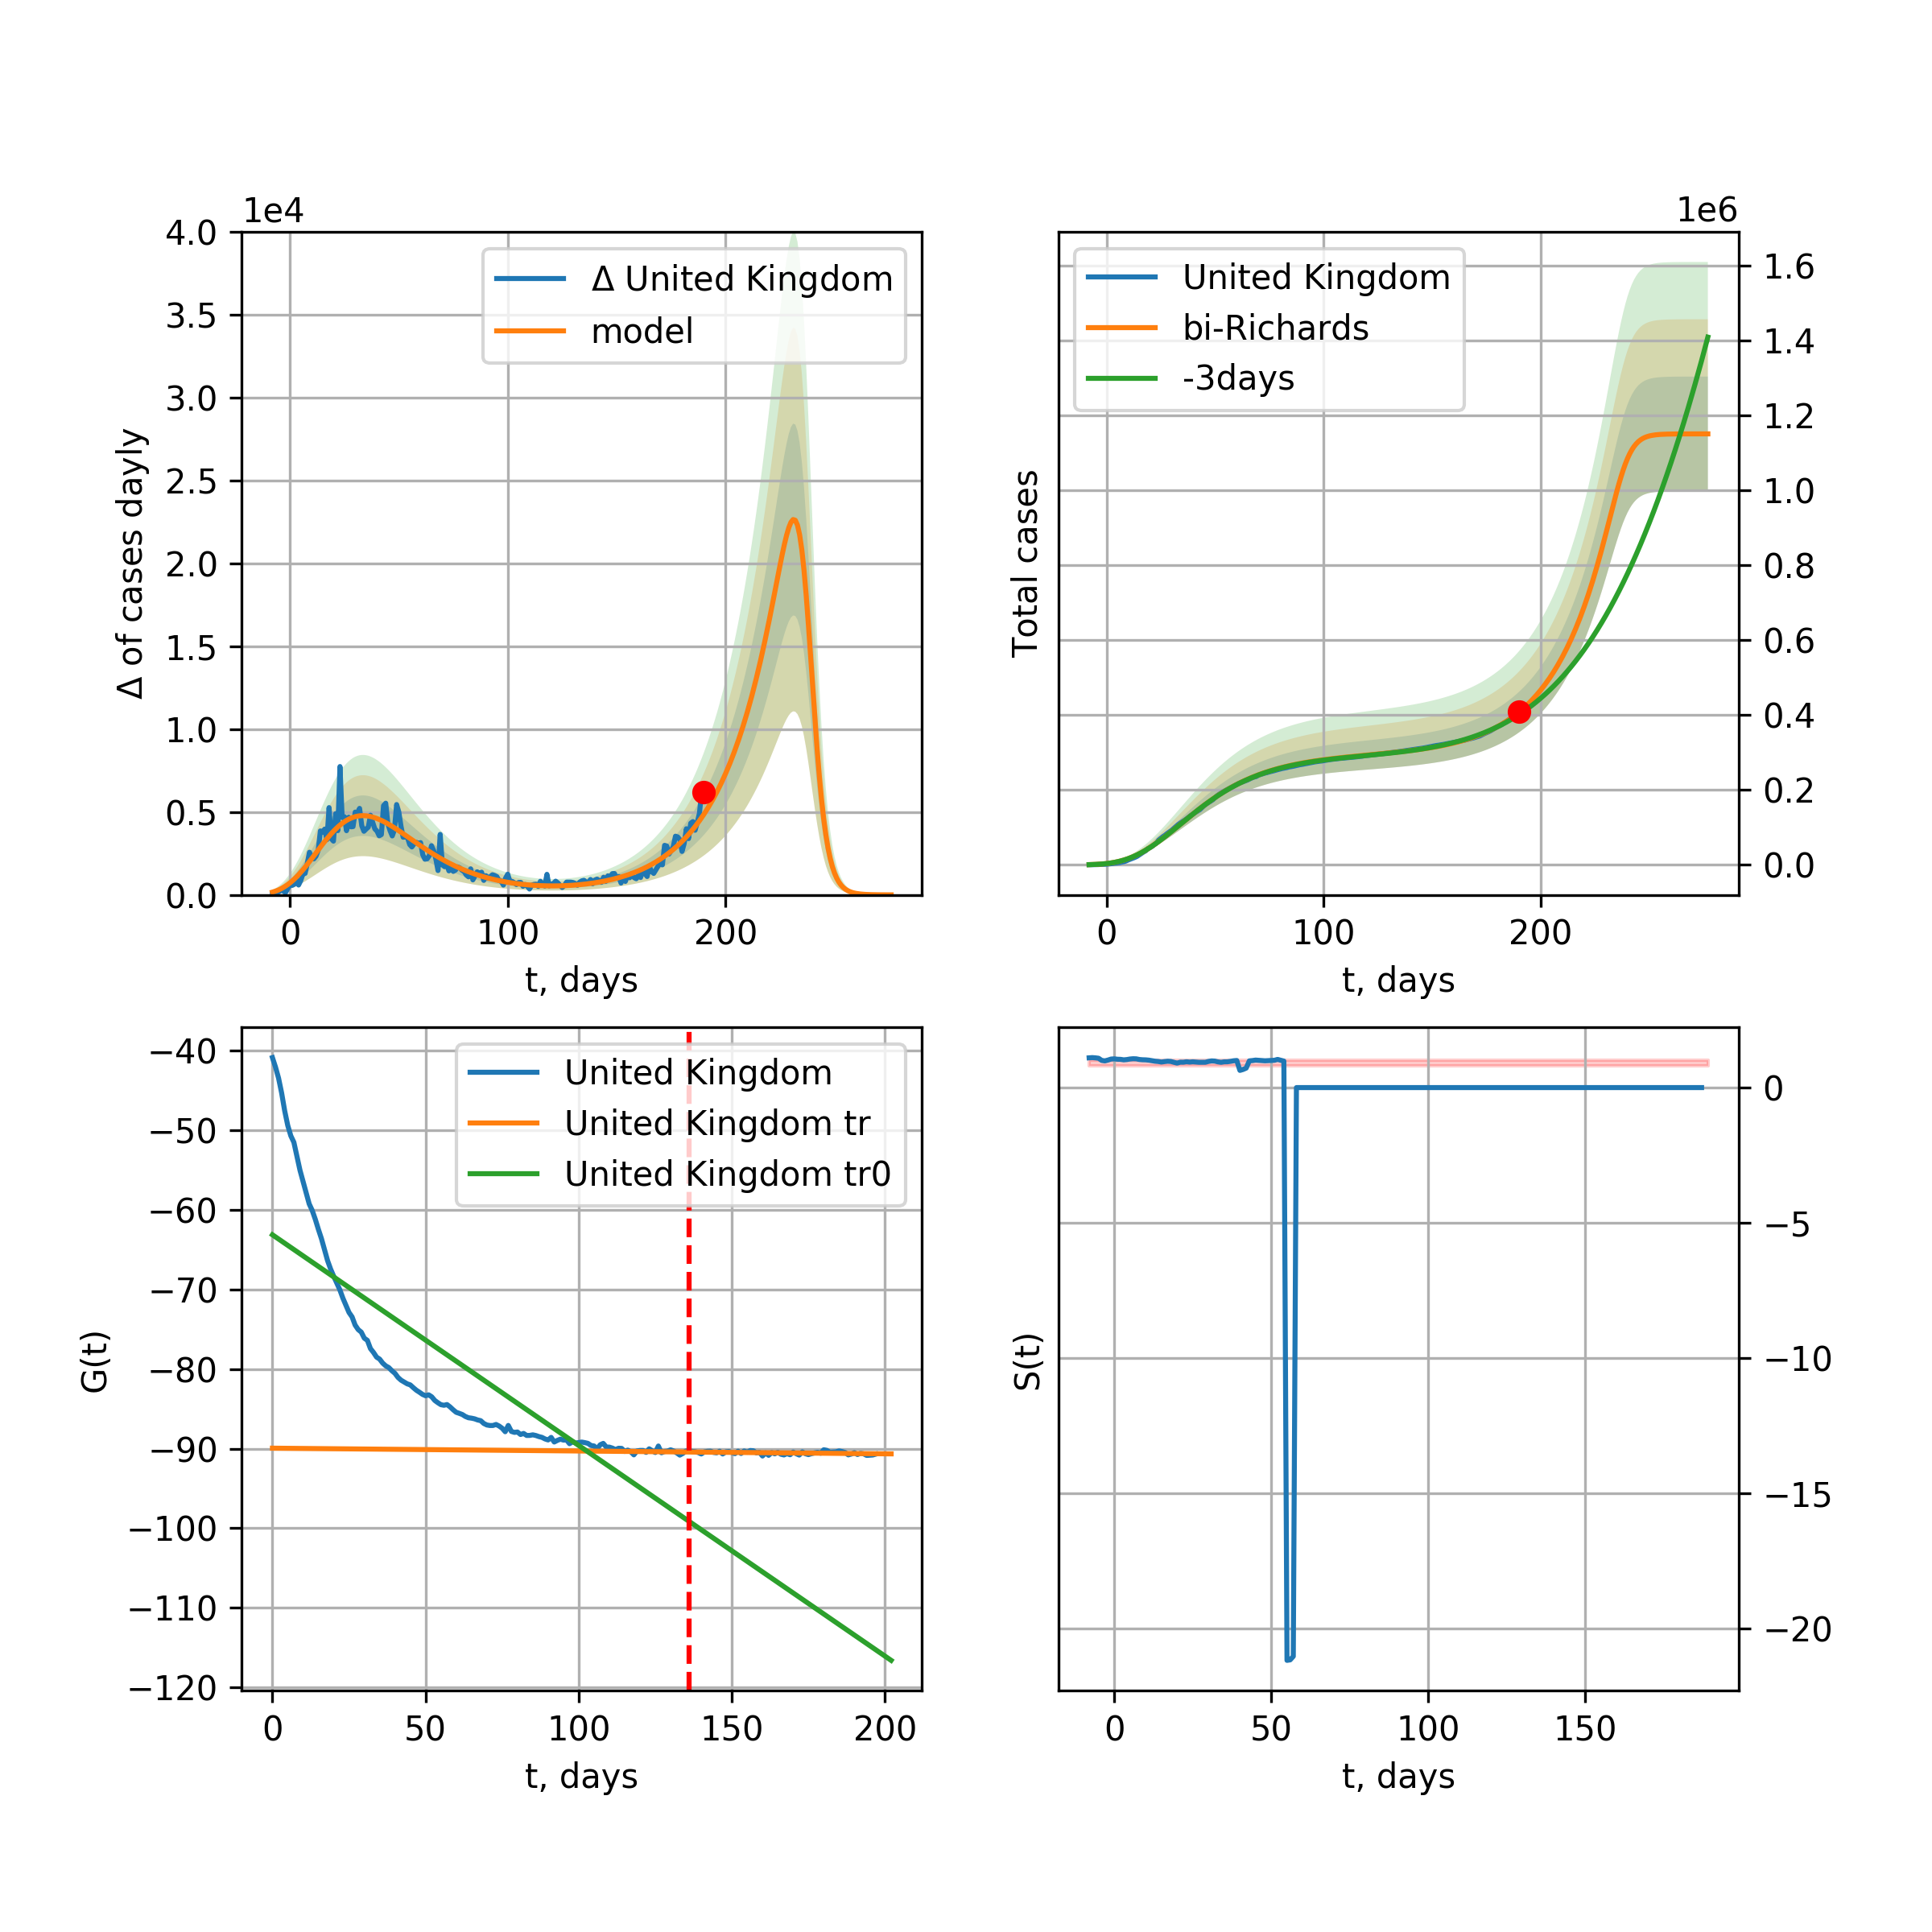 1e4
4.0
3.5
3.0
2.5
2.0
1.5
1.0
0.5
0.0
Δ of cases dayly
Δ United Kingdom
model
0 100 200
t, days
1e6
1.6
1.4
1.2
1.0
0.8
0.6
0.4
0.2
0.0
Total cases
United Kingdom
bi-Richards
-3days
0 100 200
t, days
−40
−50
−60
−70
−80
−90
−100
−110
−120
G(t)
United Kingdom
United Kingdom tr
United Kingdom tr0
0 50 100 150 200
t, days
0
−5
−10
−15
−20
S(t)
0 50 100 150
t, days